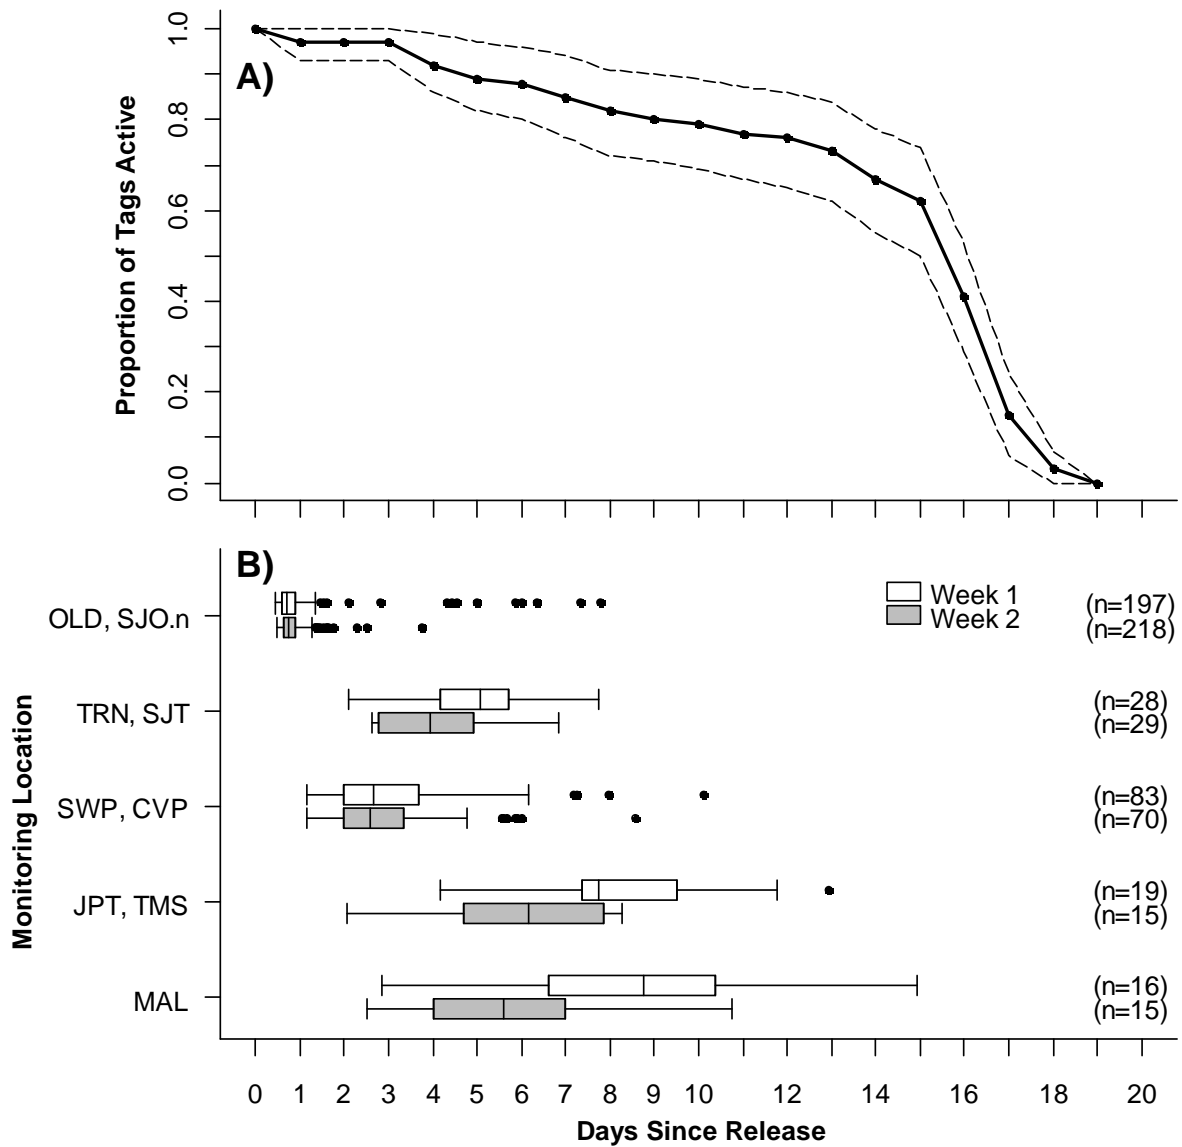 A)
Proportion of Tags Active
1.0
0.8
0.6
0.4
0.2
0.0
B)
Week 1
Week 2
Monitoring Location
OLD, SJO.n
(n=197)
(n=218)
TRN, SJT
(n=28)
(n=29)
SWP, CVP
(n=83)
(n=70)
JPT, TMS
(n=19)
(n=15)
MAL
(n=16)
(n=15)
0 1 2 3 4 5 6 7 8 9 10 12 14 16 18 20
Days Since Release